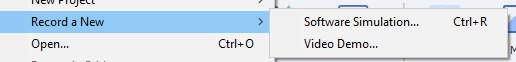 New Project
Record a New
Software Simulation... Ctrl+R
Open... Ctrl+O
Video Demo...